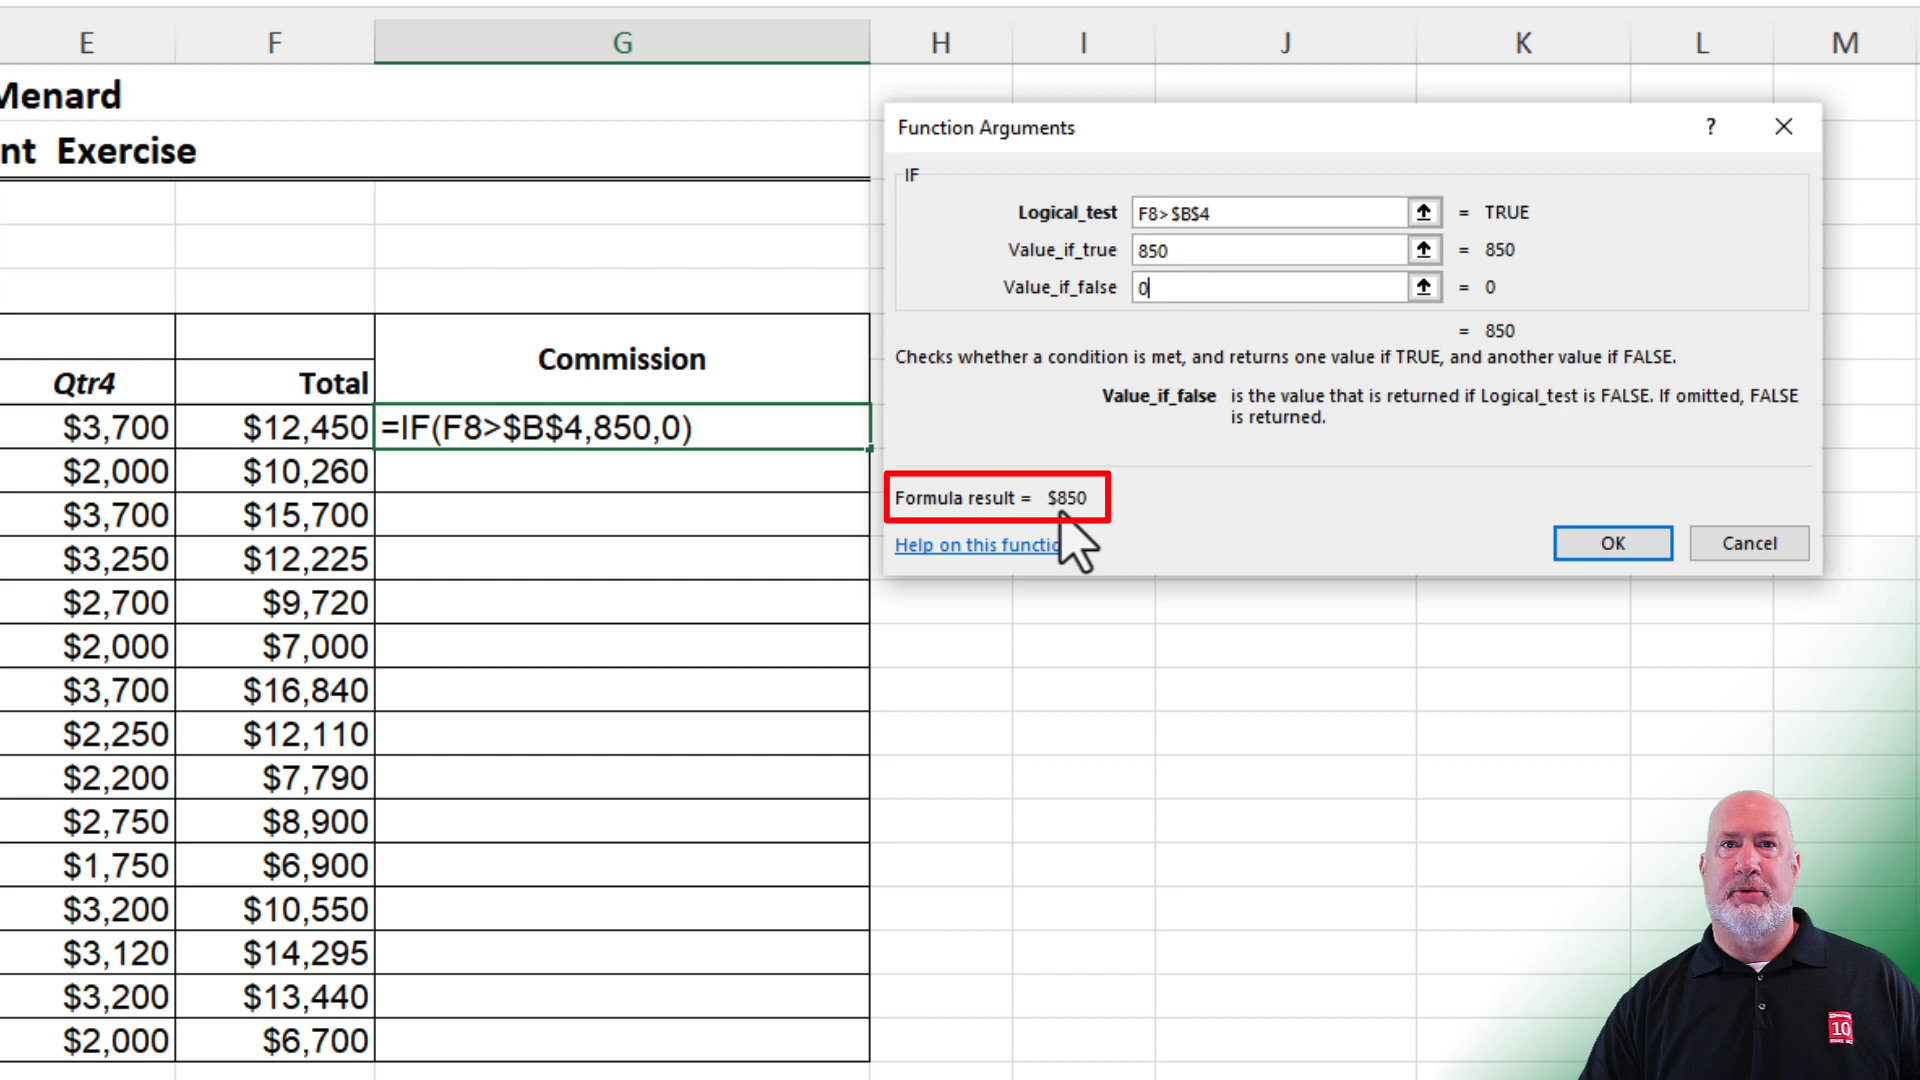 E F G H I J K L M
Menard
nt Exercise
Function Arguments ?
IF
Logical_test F8>$B$4 = TRUE
Value_if_true 850 = 850
Value_if_false 0 = 0
= 850
Checks whether a condition is met, and returns one value if TRUE, and another value if FALSE.
Value_if_false is the value that is returned if Logical_test is FALSE. If omitted, FALSE
is returned.
Formula result = $850
Help on this functio
OK Cancel
Commission
Qtr4 Total
$3,700 $12,450 =IF(F8>$B$4,850,0)
$2,000 $10,260
$3,700 $15,700
$3,250 $12,225
$2,700 $9,720
$2,000 $7,000
$3,700 $16,840
$2,250 $12,110
$2,200 $7,790
$2,750 $8,900
$1,750 $6,900
$3,200 $10,550
$3,120 $14,295
$3,200 $13,440
$2,000 $6,700
10